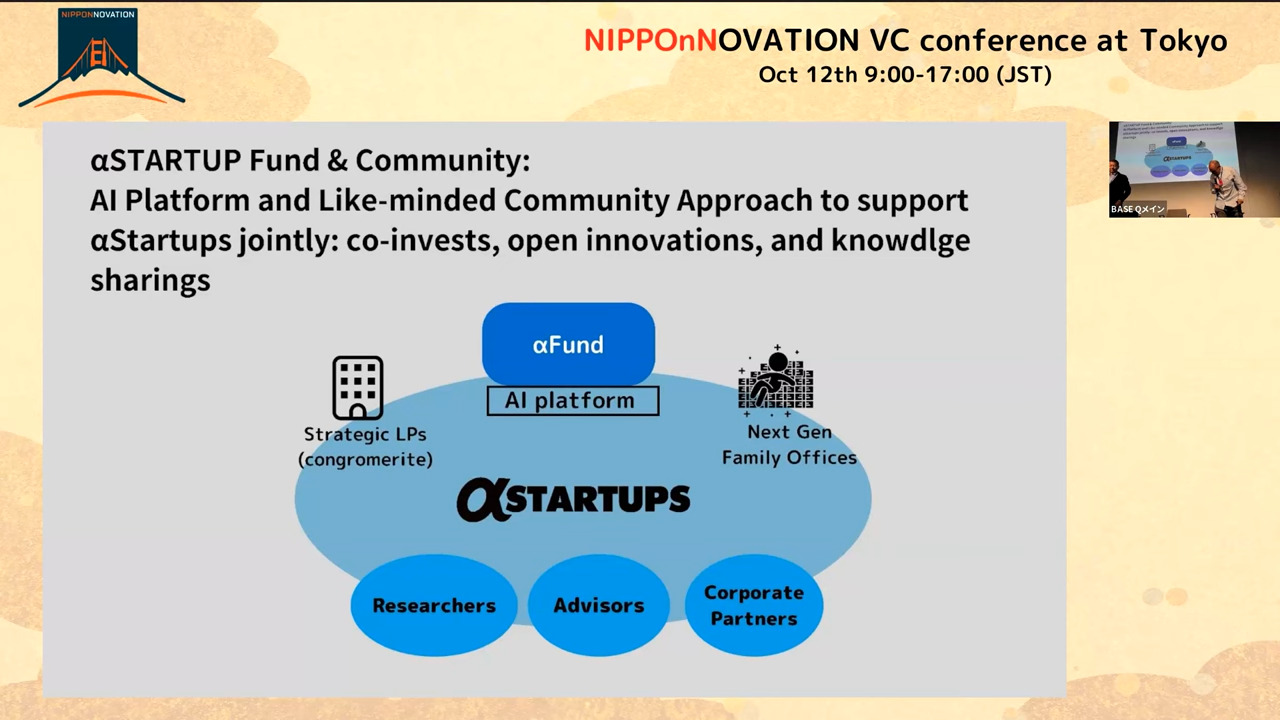 NIPPONNOVATION
NIPPOnNOVATION VC conference at Tokyo
Oct 12th 9:00-17:00 (JST)
αSTARTUP Fund & Community:
AI Platform and Like-minded Community Approach to support
αStartups jointly: co-invests, open innovations, and knowdlge
sharings
αFund
AI platform
Strategic LPs
(congromerite)
Next Gen
Family Offices
αSTARTUPS
Researchers
Advisors
Corporate
Partners
BASE Qメイン